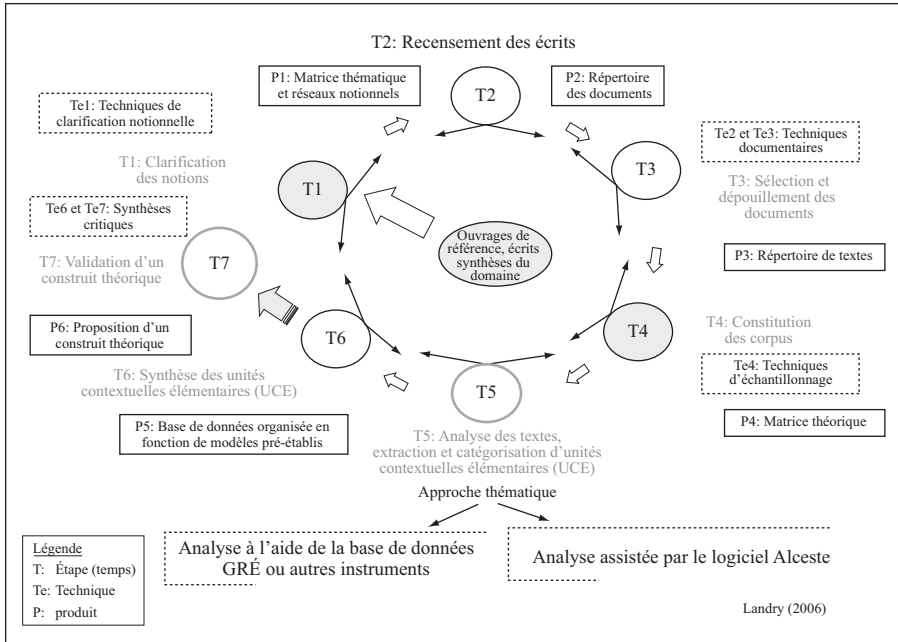 T2: Recensement des écrits
P1: Matrice thématique
et réseaux notionnels
T2
P2: Répertoire
des documents
Te1: Techniques de
clarification notionnelle
Te2 et Te3: Techniques
documentaires
T1: Clarification
des notions
T1
T3
T3: Sélection et
dépouillement des
documents
Te6 et Te7: Synthèses
critiques
Ouvrages de
référence, écrits
synthèses du
domaine
T7: Validation d'un
construit théorique
T7
P3: Répertoire de textes
P6: Proposition d'un
construit théorique
T6
T4
T4: Constitution
des corpus
Te4: Techniques
d'échantillonnage
T6: Synthèse des unités
contextuelles élémentaires (UCE)
T5
P5: Base de données organisée en
fonction de modèles pré-établis
P4: Matrice théorique
T5: Analyse des textes,
extraction et catégorisation d'unités
contextuelles élémentaires (UCE)
Approche thématique
Analyse à l'aide de la base de données
GRÉ ou autres instruments
Analyse assistée par le logiciel Alceste
Légende
T: Étape (temps)
Te: Technique
P: produit
Landry (2006)